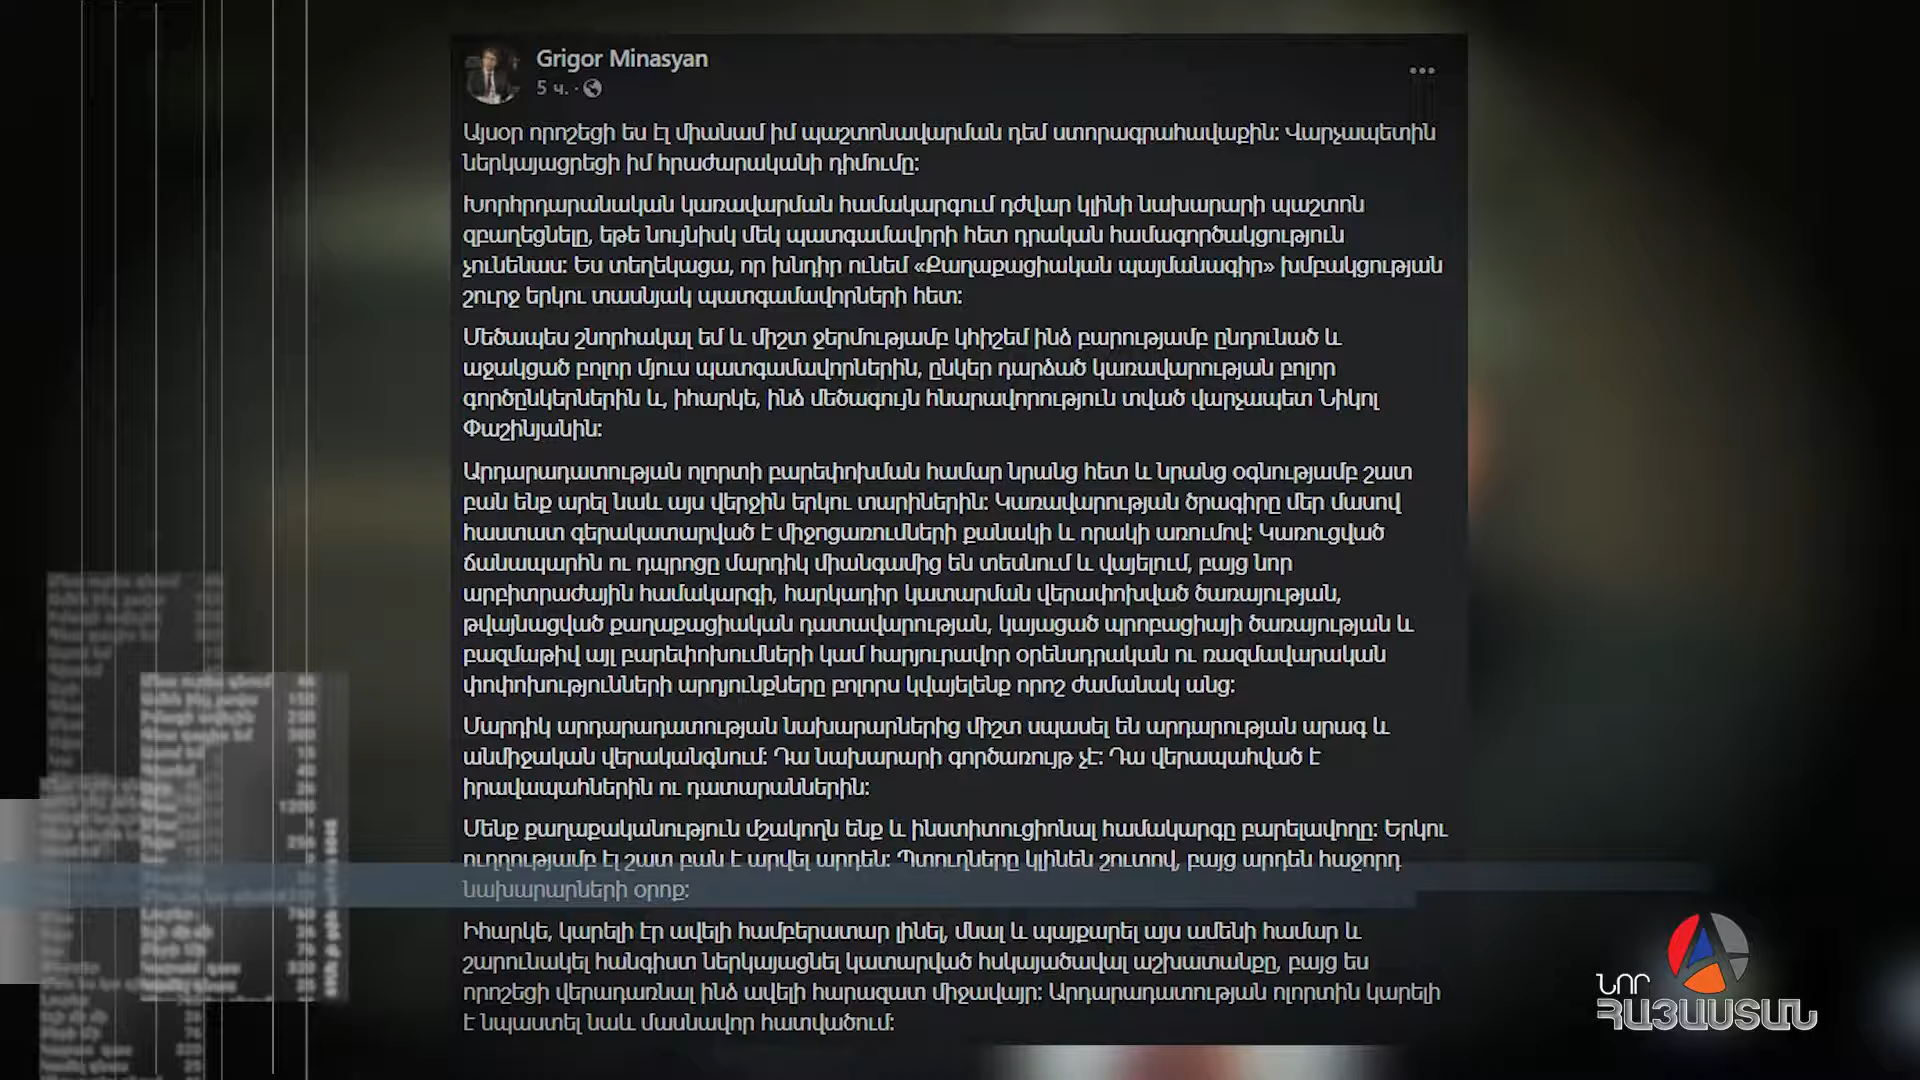 Grigor Minasyan
5 ч. ·
Այսօր որոշեցի ես էլ միանամ իմ պաշտոնավարման դեմ ստորագրահավաքին: Վարչապետին
ներկայացրեցի իմ հրաժարականի դիմումը:
Խորհրդարանական կառավարման համակարգում դժվար կլինի նախարարի պաշտոն
զբաղեցնելը, եթե նույնիսկ մեկ պատգամավորի հետ դրական համագործակցություն
չունենաս: Ես տեղեկացա, որ խնդիր ունեմ «Քաղաքացիական պայմանագիր» խմբակցության
շուրջ երկու տասնյակ պատգամավորների հետ:
Մեծապես շնորհակալ եմ և միշտ ջերմությամբ կհիշեմ ինձ բարությամբ ընդունած և
աջակցած բոլոր մյուս պատգամավորներին, ընկեր դարձած կառավարության բոլոր
գործընկերներին և, իհարկե, ինձ մեծագույն հնարավորություն տված վարչապետ Նիկոլ
Փաշինյանին:
Արդարադատության ոլորտի բարեփոխման համար նրանց հետ և նրանց օգնությամբ շատ
բան ենք արել նաև այս վերջին երկու տարիներին: Կառավարության ծրագիրը մեր մասով
հաստատ գերակատարված է միջոցառումների քանակի և որակի առումով: Կառուցված
ճանապարհն ու դպրոցը մարդիկ միանգամից են տեսնում և վայելում, բայց նոր
արբիտրաժային համակարգի, հարկադիր կատարման վերափոխված ծառայության,
թվայնացված քաղաքացիական դատավարության, կայացած պրոբացիայի ծառայության և
բազմաթիվ այլ բարեփոխումների կամ հարյուրավոր օրենսդրական ու ռազմավարական
փոփոխությունների արդյունքները բոլորս կվայելենք որոշ ժամանակ անց:
Մարդիկ արդարադատության նախարարներից միշտ սպասել են արդարության արագ և
անմիջական վերականգնում: Դա նախարարի գործառույթ չէ: Դա վերապահված է
իրավապահներին ու դատարաններին:
Մենք քաղաքականություն մշակողն ենք և ինստիտուցիոնալ համակարգը բարելավողը: Երկու
ուղղությամբ էլ շատ բան է արվել արդեն: Պտուղները կլինեն շուտով, բայց արդեն հաջորդ
նախարարների օրոք:
Իհարկե, կարելի էր ավելի համբերատար լինել, մնալ և պայքարել այս ամենի համար և
շարունակել հանգիստ ներկայացնել կատարված հսկայածավալ աշխատանքը, բայց ես
որոշեցի վերադառնալ ինձ ավելի հարազատ միջավայր: Արդարադատության ոլորտին կարելի
է նպաստել նաև մասնավոր հատվածում:
ՆՈՐ
ՀԱՅԱՍՏԱՆ